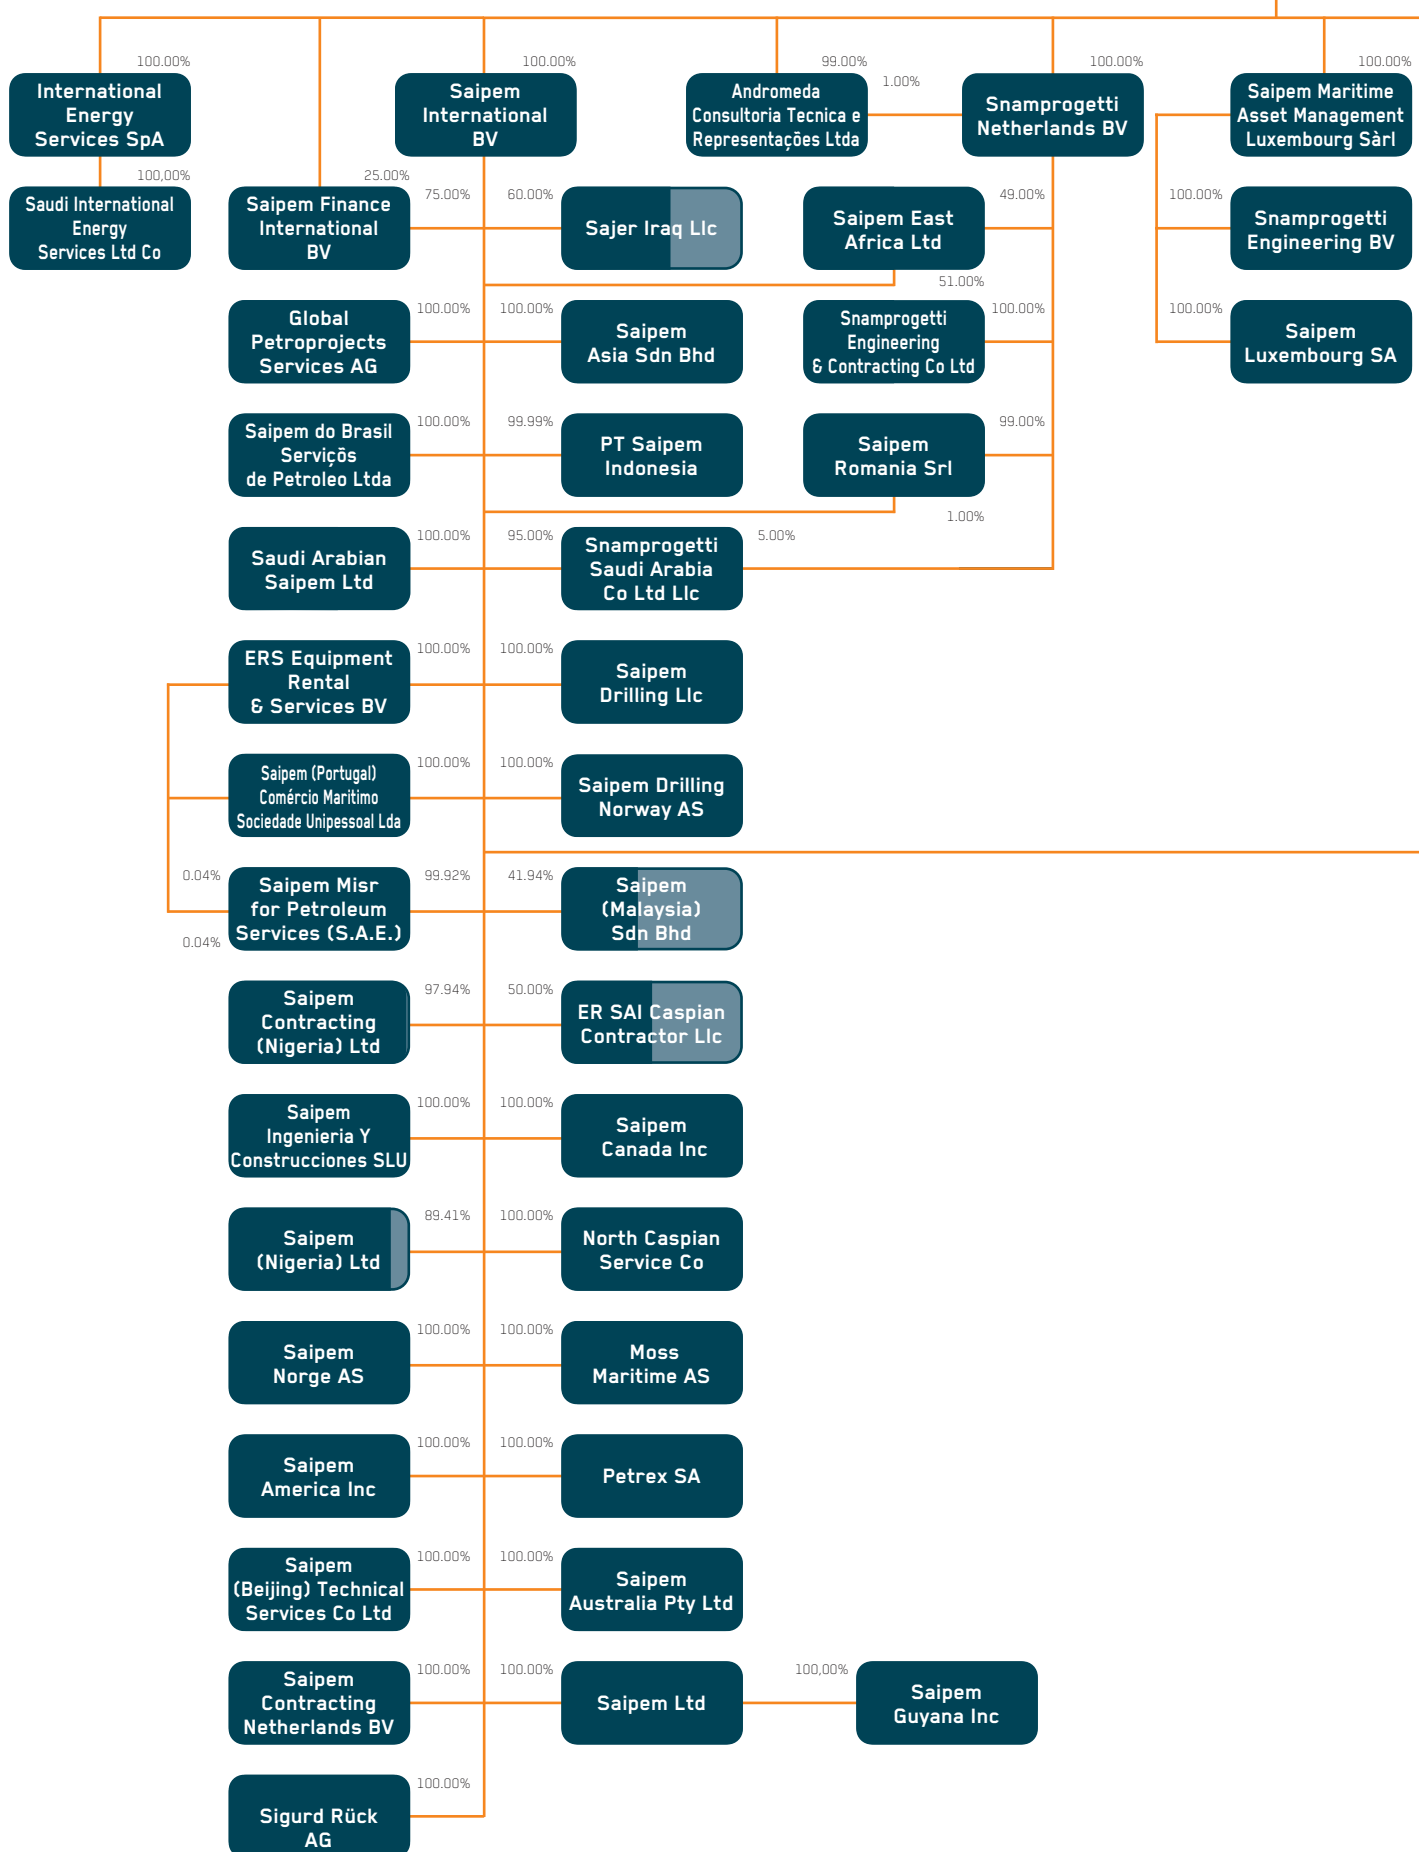 100.00%
100.00%
99.00%
1.00%
100.00%
100.00%
International
Energy
Services SpA
Saipem
International
BV
Andromeda
Consultoria Tecnica e
Representações Ltda
Snamprogetti
Netherlands BV
Saipem Maritime
Asset Management
Luxembourg Sàrl
100,00%
25.00%
75.00%
60.00%
49.00%
100.00%
Saudi International
Energy
Services Ltd Co
Saipem Finance
International
BV
Sajer Iraq Llc
Saipem East
Africa Ltd
Snamprogetti
Engineering BV
51.00%
100.00%
100.00%
100.00%
100.00%
Global
Petroprojects
Services AG
Saipem
Asia Sdn Bhd
Snamprogetti
Engineering
& Contracting Co Ltd
Saipem
Luxembourg SA
100.00%
99.99%
99.00%
Saipem do Brasil
Serviçõs
de Petroleo Ltda
PT Saipem
Indonesia
Saipem
Romania Srl
1.00%
100.00%
95.00%
5.00%
Saudi Arabian
Saipem Ltd
Snamprogetti
Saudi Arabia
Co Ltd Llc
100.00%
100.00%
ERS Equipment
Rental
& Services BV
Saipem
Drilling Llc
100.00%
100.00%
Saipem (Portugal)
Comércio Maritimo
Sociedade Unipessoal Lda
Saipem Drilling
Norway AS
0.04%
99.92%
41.94%
Saipem Misr
for Petroleum
Services (S.A.E.)
Saipem
(Malaysia)
Sdn Bhd
0.04%
97.94%
50.00%
Saipem
Contracting
(Nigeria) Ltd
ER SAI Caspian
Contractor Llc
100.00%
100.00%
Saipem
Ingenieria Y
Construcciones SLU
Saipem
Canada Inc
89.41%
100.00%
Saipem
(Nigeria) Ltd
North Caspian
Service Co
100.00%
100.00%
Saipem
Norge AS
Moss
Maritime AS
100.00%
100.00%
Saipem
America Inc
Petrex SA
100.00%
100.00%
Saipem
(Beijing) Technical
Services Co Ltd
Saipem
Australia Pty Ltd
100.00%
100.00%
100,00%
Saipem
Contracting
Netherlands BV
Saipem Ltd
Saipem
Guyana Inc
100.00%
Sigurd Rück
AG